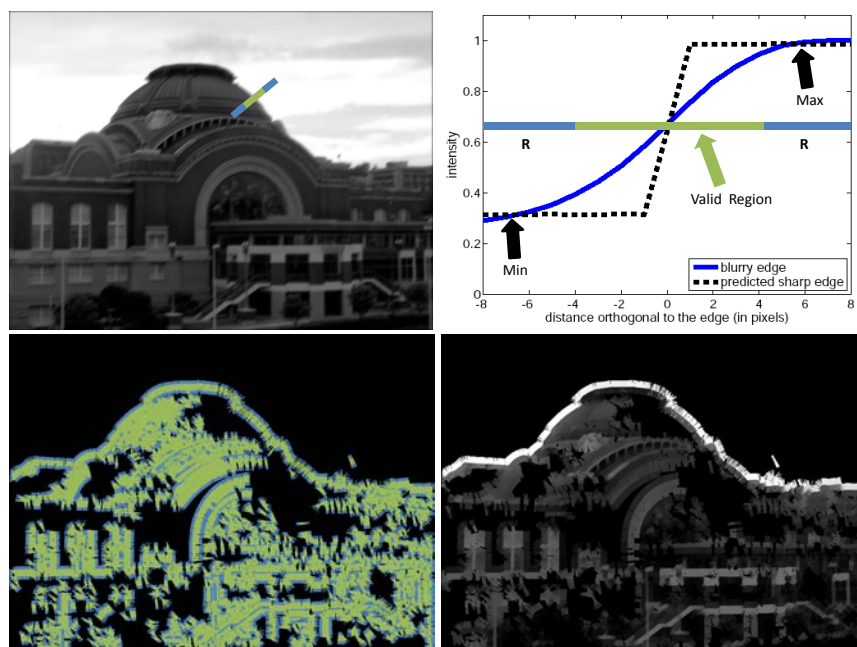 1
0.8
0.6
0.4
0.2
0
intensity
Max
R
R
Valid Region
Min
blurry edge
predicted sharp edge
-8 -6 -4 -2 0 2 4 6 8
distance orthogonal to the edge (in pixels)